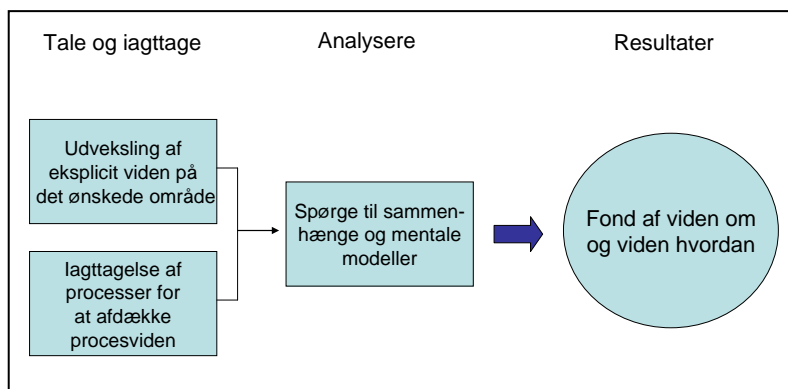 Tale og iagttage
Analysere
Resultater
Udveksling af
eksplicit viden på
det ønskede område
Iagttagelse af
processer for
at afdække
procesviden
Spørge til sammen-
hænge og mentale
modeller
Fond af viden om
og viden hvordan